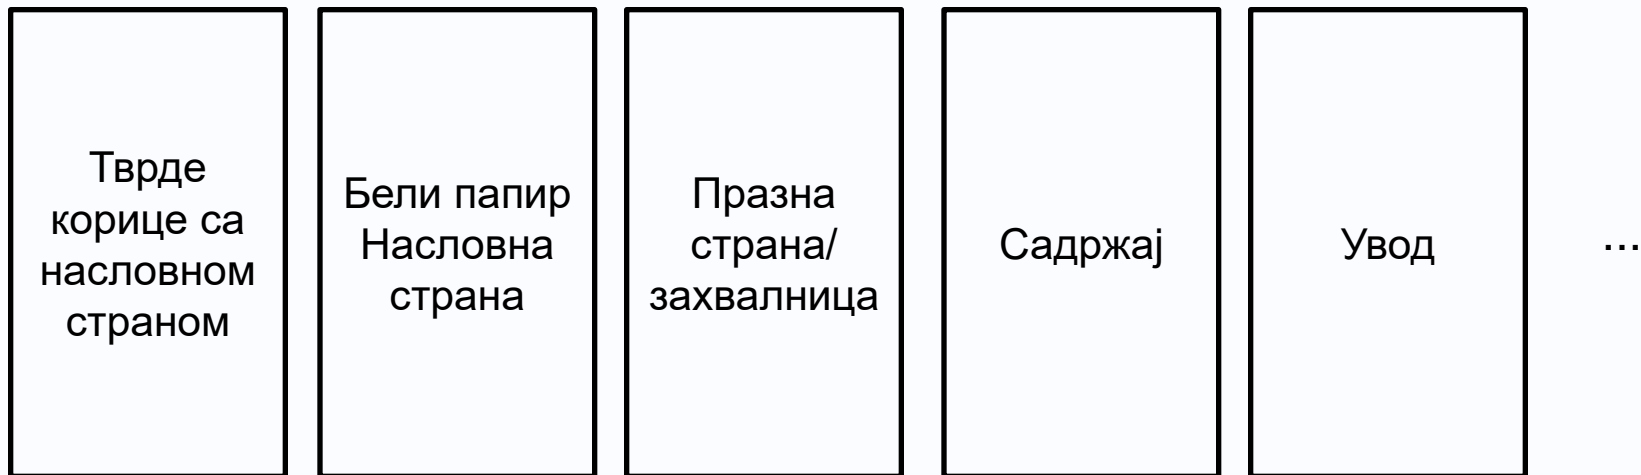 Тврде
корице са
насловном
страном
Бели папир
Насловна
страна
Празна
страна/
захвалница
Садржај
Увод
...